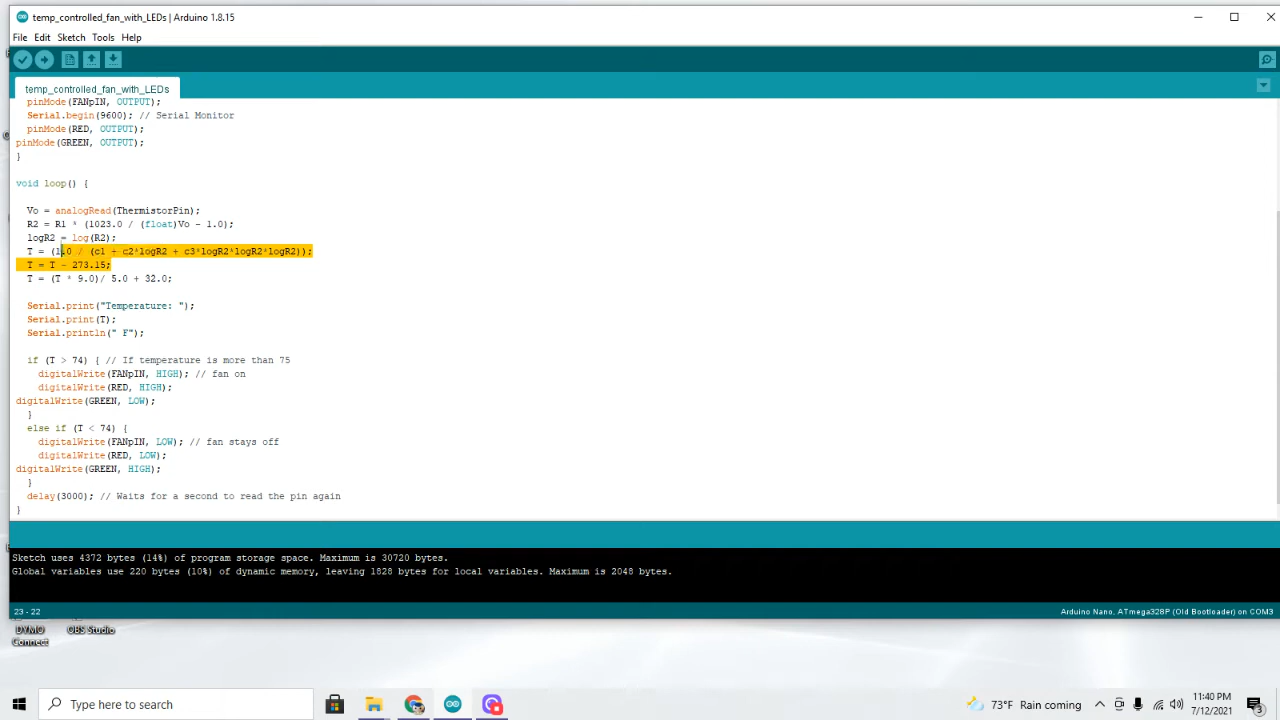 temp_controlled_fan_with_LEDs | Arduino 1.8.15
File Edit Sketch Tools Help
temp_controlled_fan_with_LEDs
pinMode(FANpIN, OUTPUT);
Serial.begin(9600); // Serial Monitor
pinMode(RED, OUTPUT);
pinMode(GREEN, OUTPUT);
}
void loop() {
Vo = analogRead(ThermistorPin);
R2 = R1 * (1023.0 / (float)Vo - 1.0);
logR2 = log(R2);
T = (1.0 / (c1 + c2*logR2 + c3*logR2*logR2*logR2));
T = T - 273.15;
T = (T * 9.0)/ 5.0 + 32.0;
Serial.print("Temperature: ");
Serial.print(T);
Serial.println(" F");
if (T > 74) { // If temperature is more than 75
digitalWrite(FANpIN, HIGH); // fan on
digitalWrite(RED, HIGH);
digitalWrite(GREEN, LOW);
}
else if (T < 74) {
digitalWrite(FANpIN, LOW); // fan stays off
digitalWrite(RED, LOW);
digitalWrite(GREEN, HIGH);
}
delay(3000); // Waits for a second to read the pin again
}
Sketch uses 4372 bytes (14%) of program storage space. Maximum is 30720 bytes.
Global variables use 220 bytes (10%) of dynamic memory, leaving 1828 bytes for local variables. Maximum is 2048 bytes.
23 - 22
Arduino Nano, ATmega328P (Old Bootloader) on COM3
DYMO Connect
OBS Studio
Type here to search
73°F Raining coming
11:40 PM
7/12/2021
3